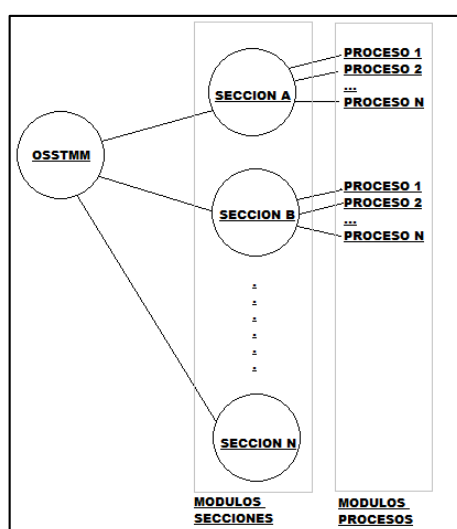 OSSTMM
SECCION A
PROCESO 1
PROCESO 2
...
PROCESO N
SECCION B
PROCESO 1
PROCESO 2
...
PROCESO N
.
.
.
.
.
.
SECCION N
MODULOS
SECCIONES
MODULOS
PROCESOS